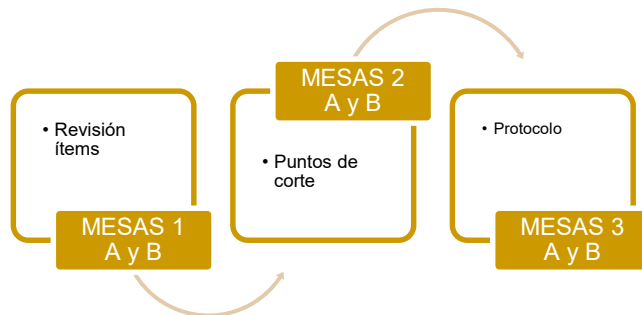 • Revisión
ítems
MESAS 1
A y B
MESAS 2
A y B
• Puntos de
corte
• Protocolo
MESAS 3
A y B